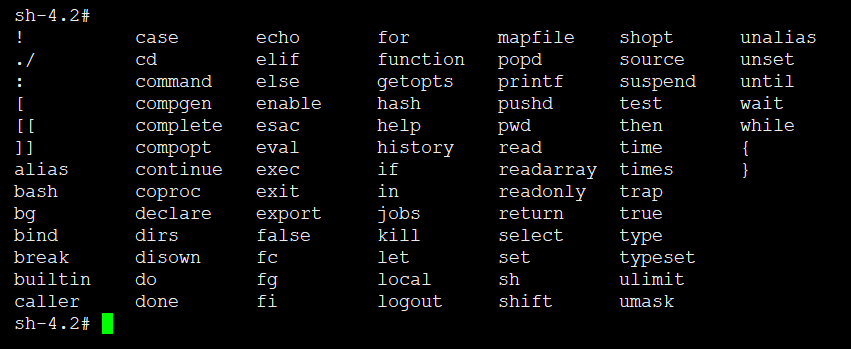 sh-4.2#
! case echo for mapfile shopt unalias
./ cd elif function popd source unset
: command else getopts printf suspend until
[ compgen enable hash pushd test wait
[[ complete esac help pwd then while
]] compopt eval history read time {
alias continue exec if readarray times }
bash coproc exit in readonly trap
bg declare export jobs return true
bind dirs false kill select type
break disown fc let set typeset
builtin do fg local sh ulimit
caller done fi logout shift umask
sh-4.2#